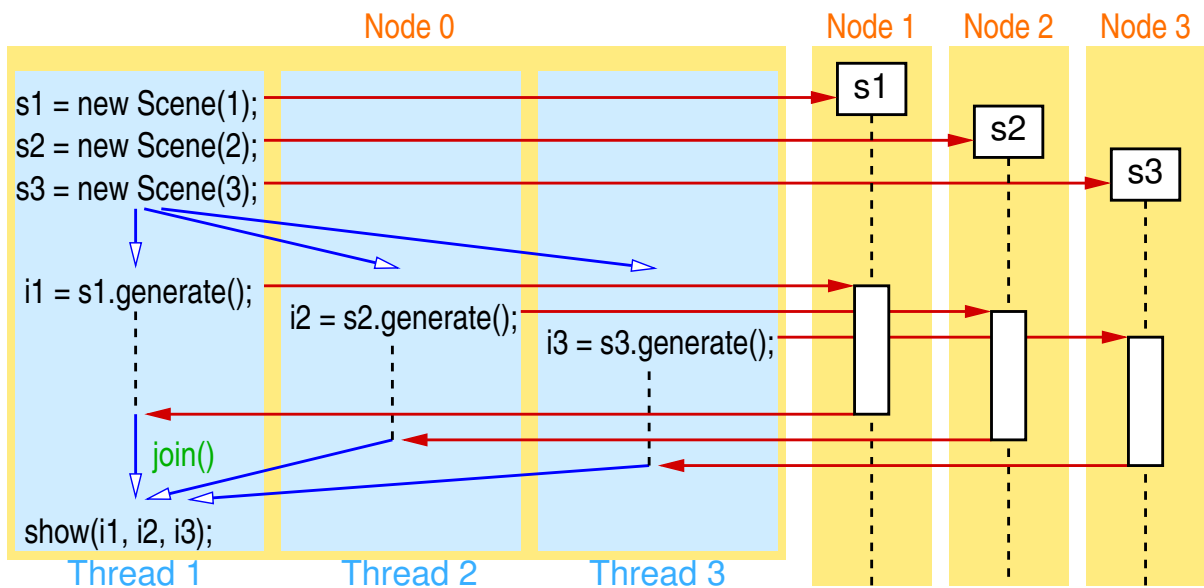 Node 0
Node 1
Node 2
Node 3
s1 = new Scene(1);
s2 = new Scene(2);
s3 = new Scene(3);
s1
s2
s3
i1 = s1.generate();
i2 = s2.generate();
i3 = s3.generate();
join()
show(i1, i2, i3);
Thread 1
Thread 2
Thread 3